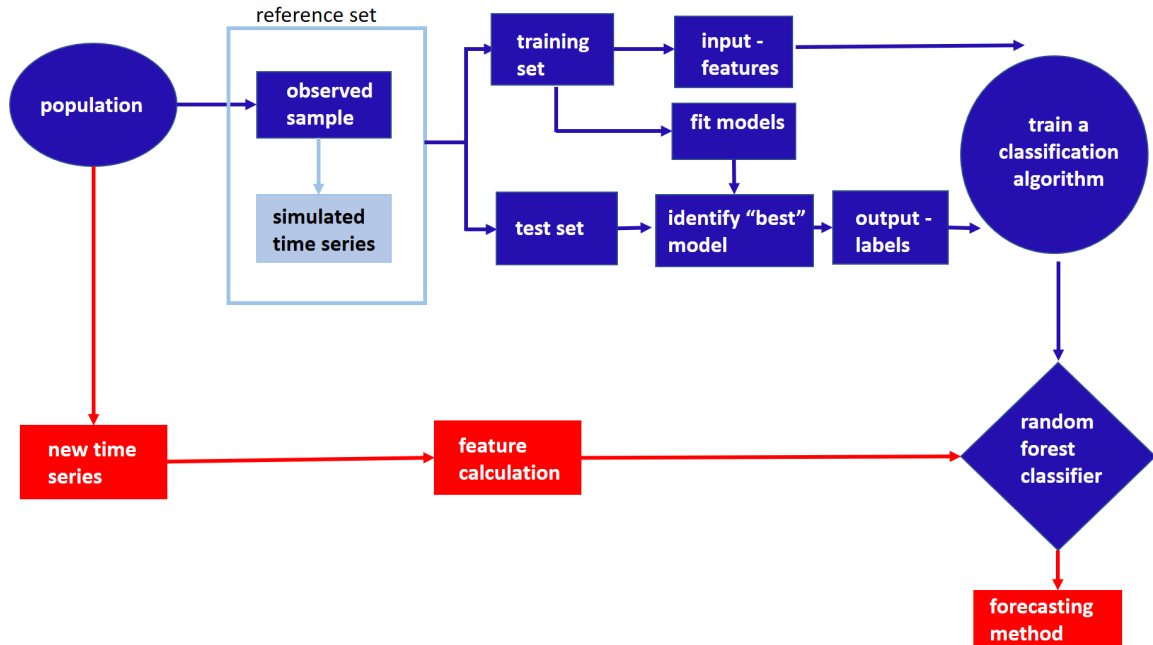 reference set
population
observed
sample
simulated
time series
training
set
input -
features
fit models
test set
identify “best”
model
output -
labels
train a
classification
algorithm
new time
series
feature
calculation
random
forest
classifier
forecasting
method